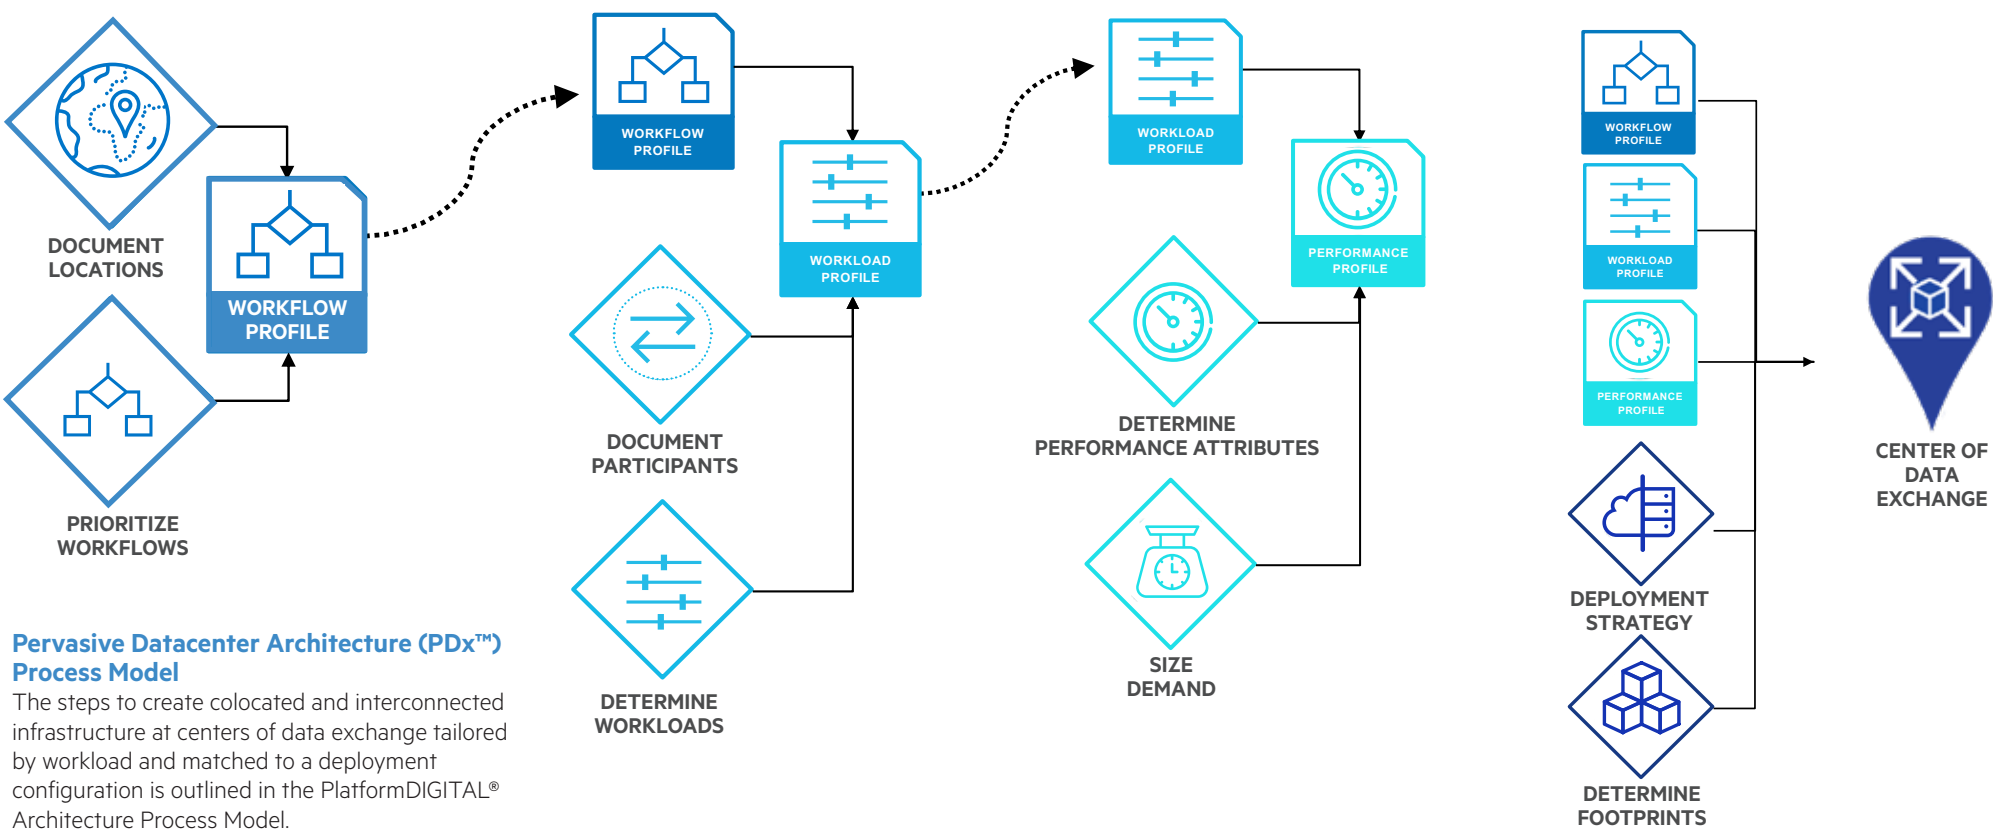 DOCUMENT
LOCATIONS
WORKFLOW
PROFILE
PRIORITIZE
WORKFLOWS
WORKFLOW
PROFILE
WORKLOAD
PROFILE
DOCUMENT
PARTICIPANTS
DETERMINE
WORKLOADS
WORKLOAD
PROFILE
PERFORMANCE
PROFILE
DETERMINE
PERFORMANCE ATTRIBUTES
SIZE
DEMAND
WORKFLOW
PROFILE
WORKLOAD
PROFILE
PERFORMANCE
PROFILE
DEPLOYMENT
STRATEGY
DETERMINE
FOOTPRINTS
CENTER OF
DATA
EXCHANGE
Pervasive Datacenter Architecture (PDx™)
Process Model
The steps to create colocated and interconnected
infrastructure at centers of data exchange tailored
by workload and matched to a deployment
configuration is outlined in the PlatformDIGITAL®
Architecture Process Model.